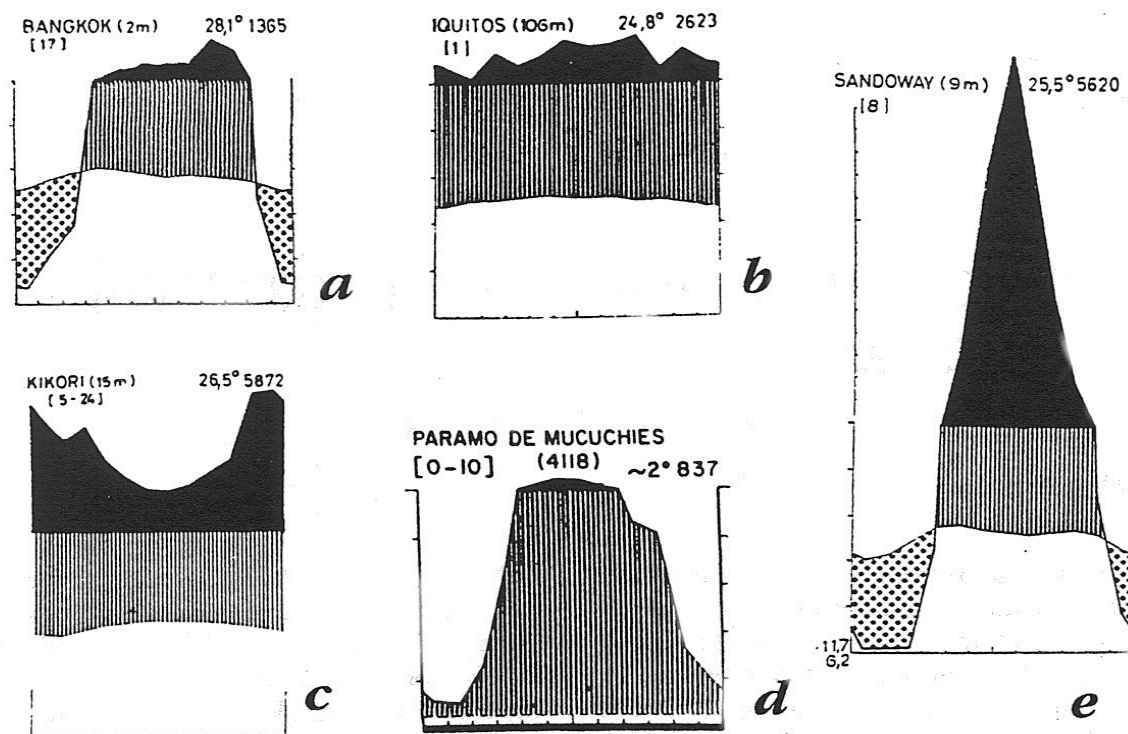 BANGKOK (2m) 28,1° 1365
[17]
a
IQUITOS (106m) 24,8° 2623
[1]
b
SANDOWAY (9m) 25,5° 5620
[8]
11,7
6,2
e
KIKORI (15m) 26,5° 5872
[5-24]
c
PARAMO DE MUCUCHIES
[0-10] (4118) ~2° 837
d